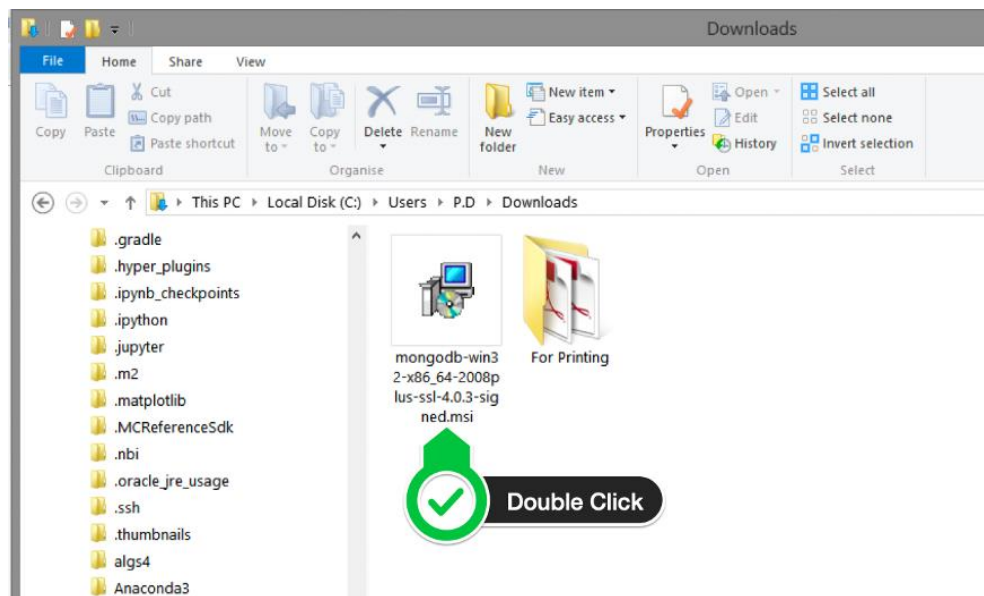 Downloads
File Home Share View
Copy
Paste
Cut
Copy path
Paste shortcut
Clipboard
Move to
Copy to
Delete
Rename
Organise
New folder
New item
Easy access
New
Properties
Open
Edit
History
Open
Select all
Select none
Invert selection
Select
This PC Local Disk (C:) Users P.D Downloads
.gradle
.hyper_plugins
.ipynb_checkpoints
.ipython
.jupyter
.m2
.matplotlib
.MCReferenceSdk
.nbi
.oracle_jre_usage
.ssh
.thumbnails
algs4
Anaconda3
mongodb-win3
2-x86_64-2008p
lus-ssl-4.0.3-sig
ned.msi
For Printing
Double Click